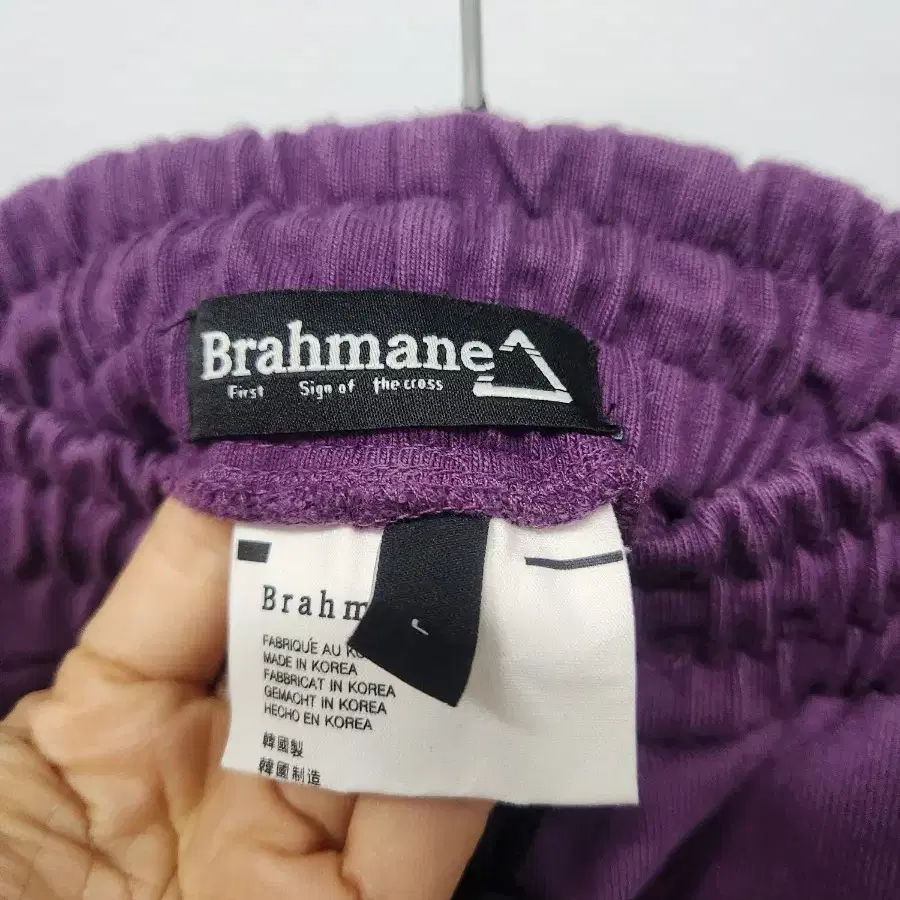 Brahmane
First Sign of the cross
Brahm
FABRIQUÉ AU KO
MADE IN KOREA
FABBRICAT IN KOREA
GEMACHT IN KOREA
HECHO EN KOREA
韓國製
韓國制造